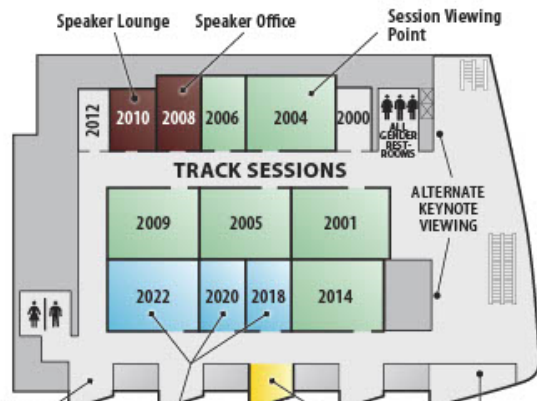 Speaker Lounge
Speaker Office
Session Viewing
Point
2012
2010
2008
2006
2004
2000
ALL
GENDER
REST-
ROOMS
TRACK SESSIONS
ALTERNATE
KEYNOTE
VIEWING
2009
2005
2001
2022
2020
2018
2014